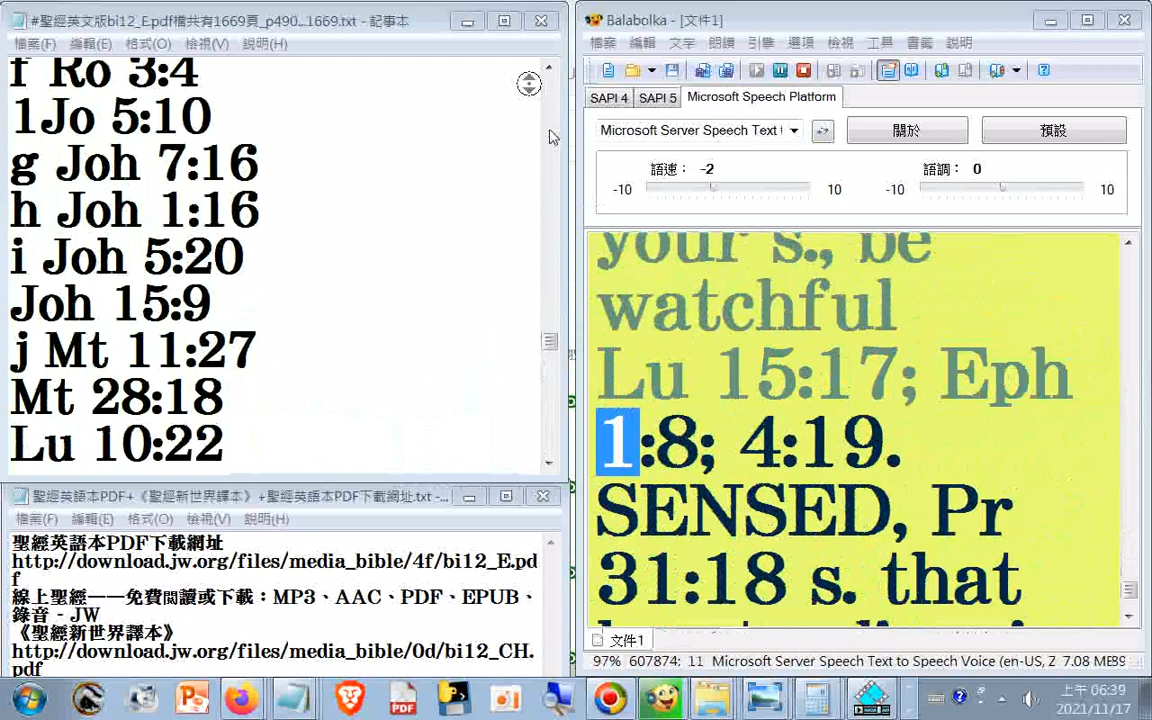 #聖經英文版bi12_E.pdf檔共有1669頁_p490...1669.txt - 記事本
檔案(F) 編輯(E) 格式(O) 檢視(V) 說明(H)
f Ro 3:4
1Jo 5:10
g Joh 7:16
h Joh 1:16
i Joh 5:20
Joh 15:9
j Mt 11:27
Mt 28:18
Lu 10:22
聖經英語本PDF+《聖經新世界譯本》+聖經英語本PDF下載網址.txt -...
檔案(F) 編輯(E) 格式(O) 檢視(V) 說明(H)
聖經英語本PDF下載網址
http://download.jw.org/files/media_bible/4f/bi12_E.pd
f
線上聖經——免費閱讀或下載：MP3、AAC、PDF、EPUB、
錄音 - JW
《聖經新世界譯本》
http://download.jw.org/files/media_bible/0d/bi12_CH.
pdf
Balabolka - [文件1]
檔案 編輯 文字 朗讀 引擎 選項 檢視 工具 書籤 說明
SAPI 4 SAPI 5 Microsoft Speech Platform
Microsoft Server Speech Text 關於 預設
語速： -2 語調： 0
-10 10 -10 10
your s., be
watchful
Lu 15:17; Eph
1:8; 4:19.
SENSED, Pr
31:18 s. that
文件1
97% 607874: 11 Microsoft Server Speech Text to Speech Voice (en-US, Z 7.08 MB
上午 06:39
2021/11/17